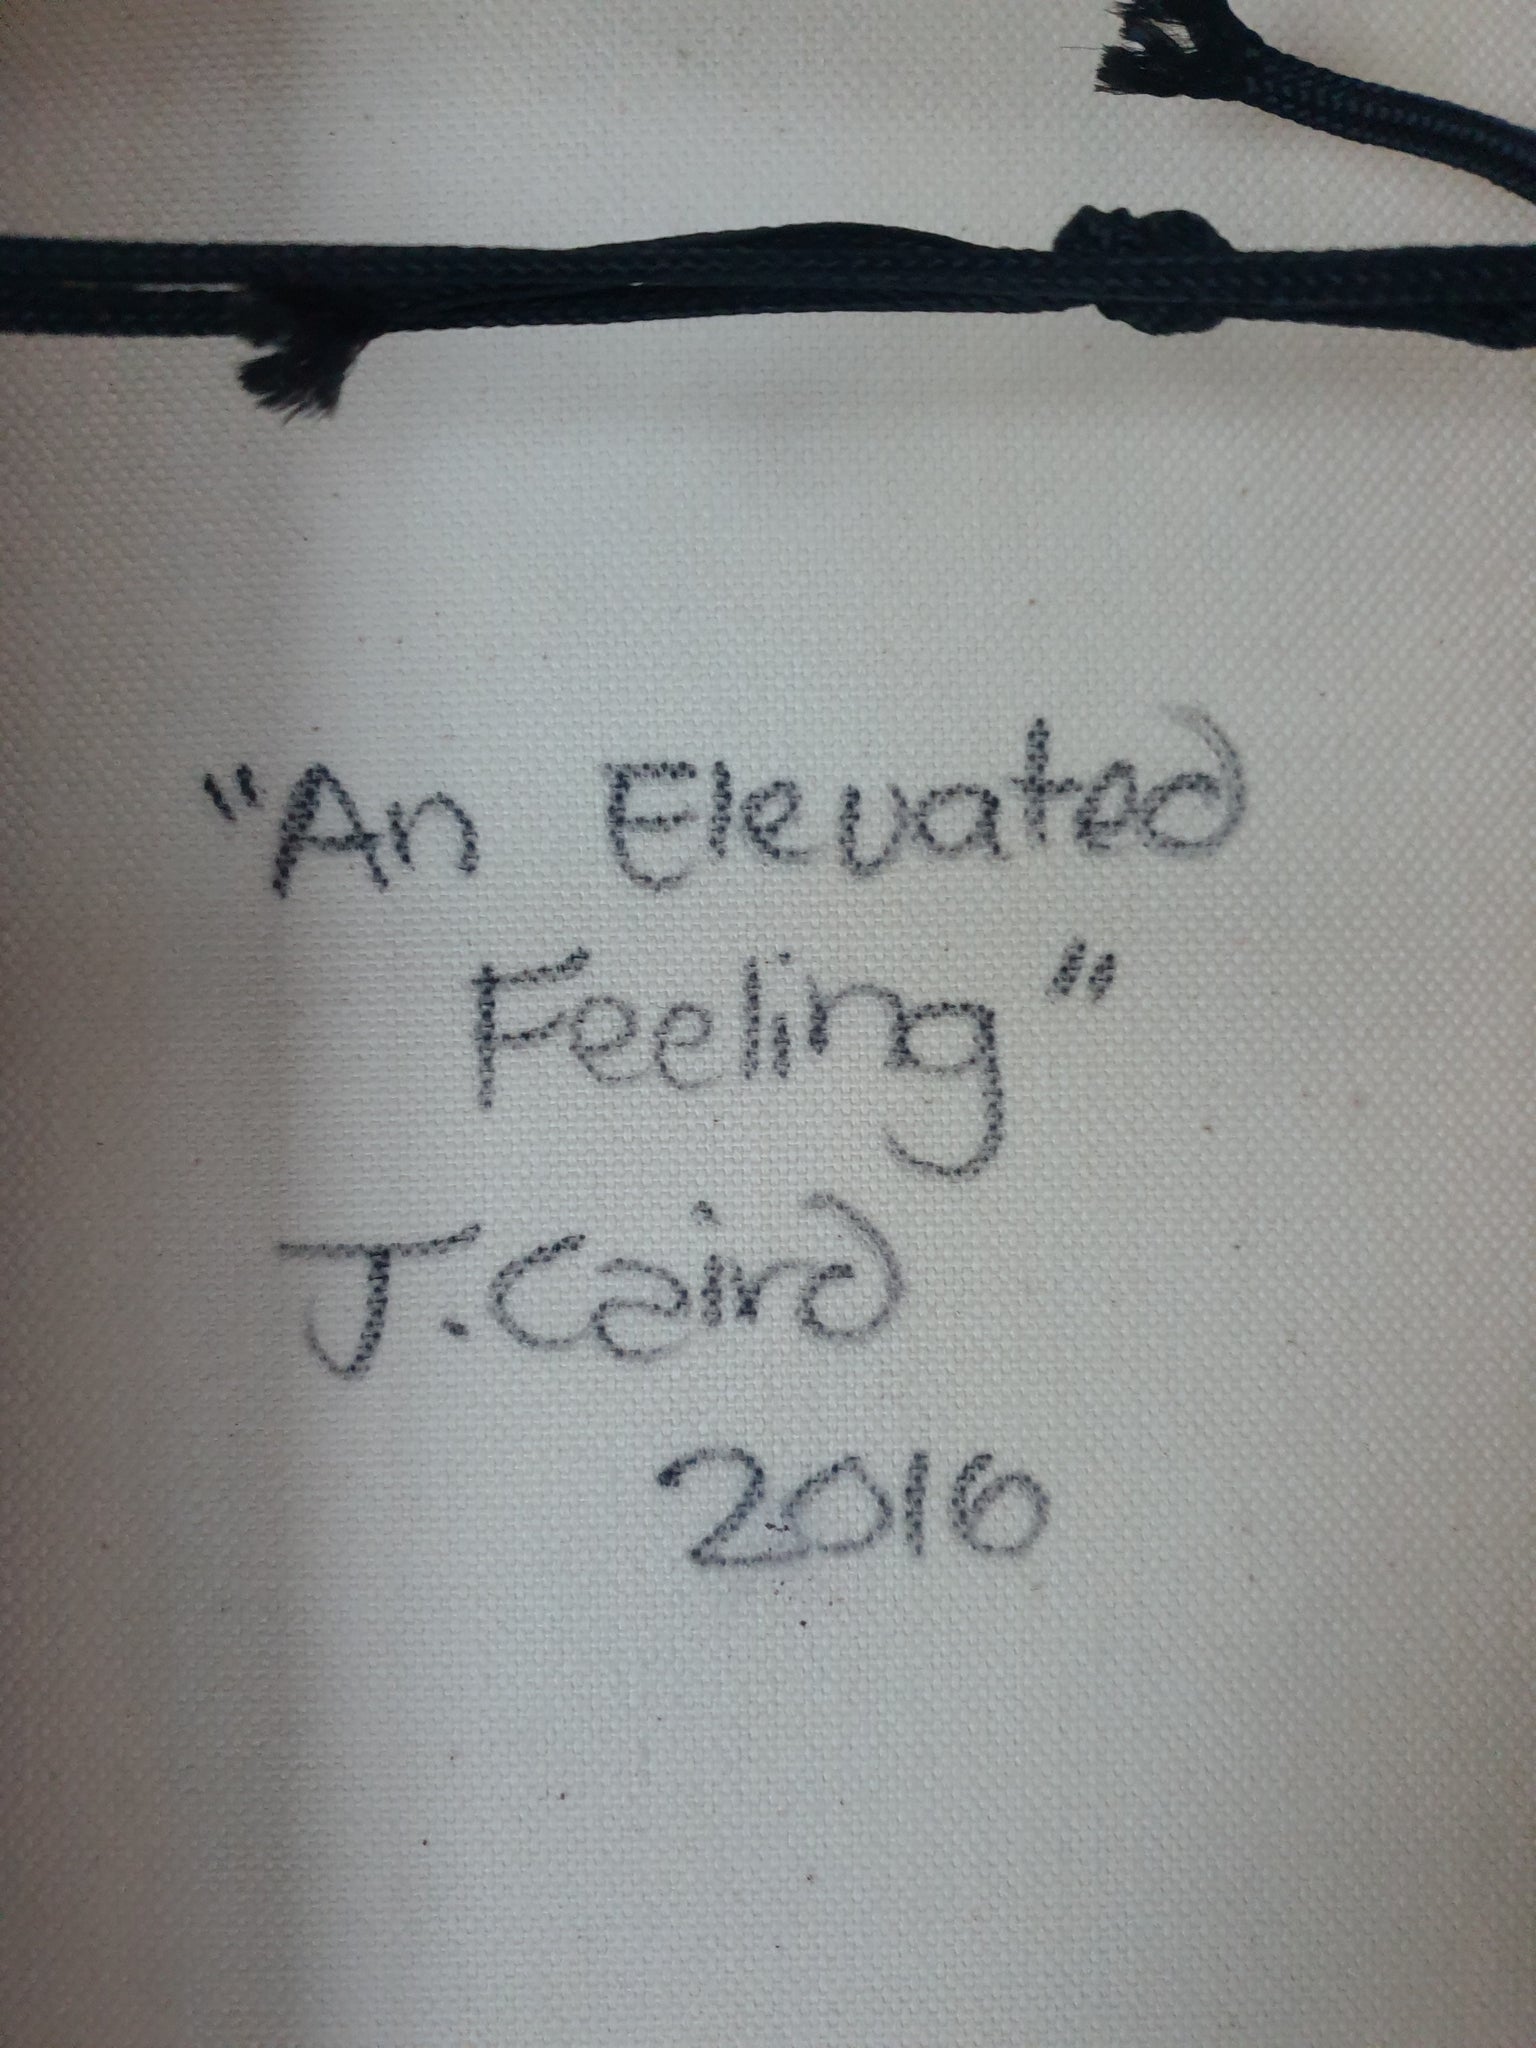 "An Elevated
Feeling"
J. Caird
2016